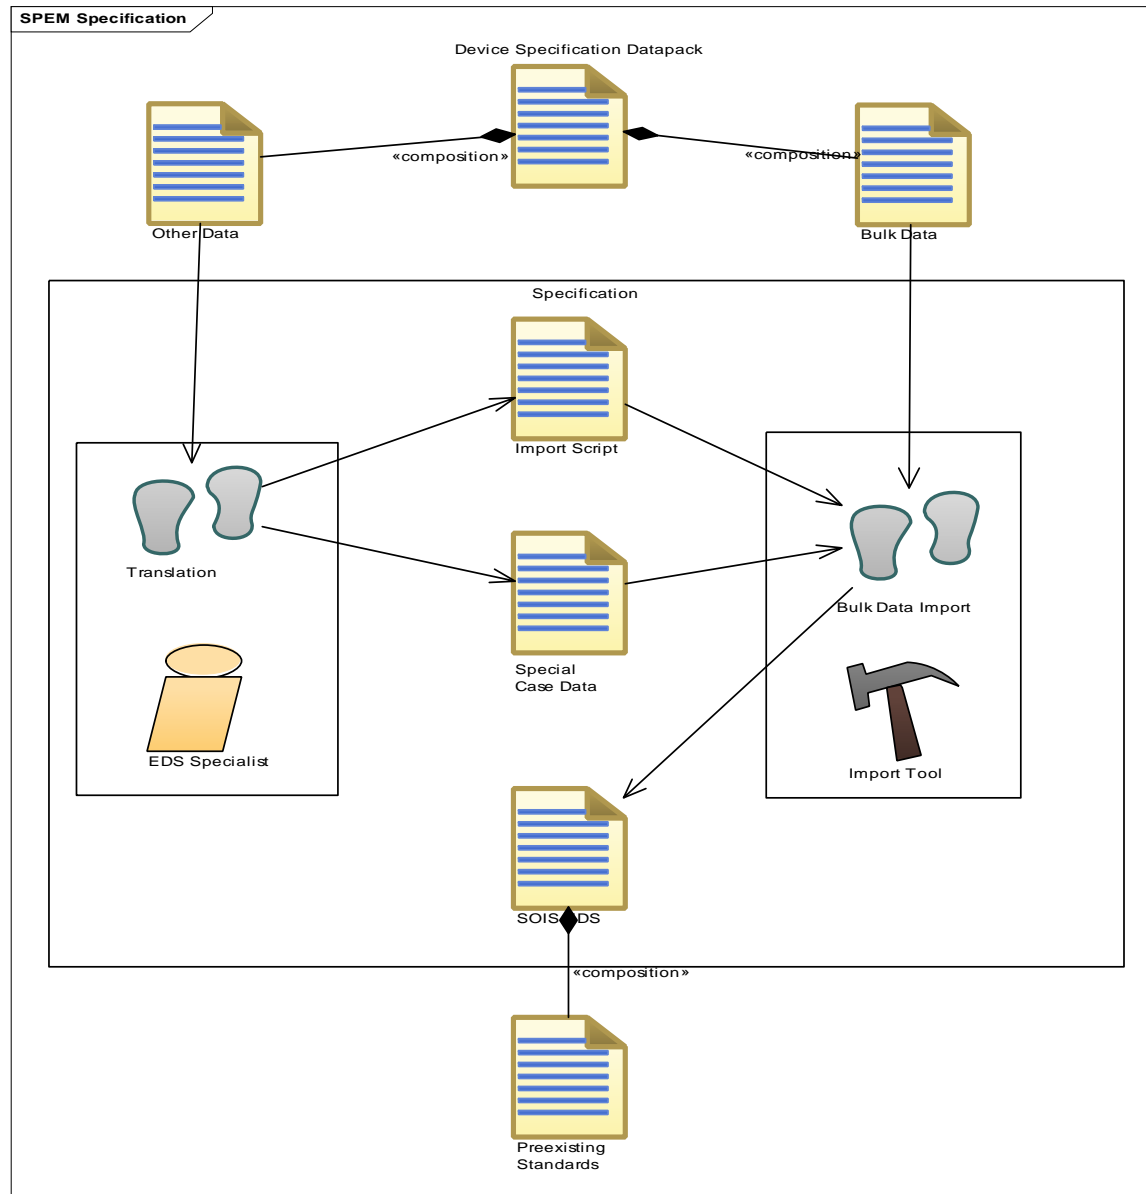 SPEM Specification
Device Specification Datapack
«composition»
«composition»
Other Data
Bulk Data
Specification
Import Script
Translation
Bulk Data Import
Special
Case Data
EDS Specialist
Import Tool
SOIS DS
«composition»
Preexisting
Standards